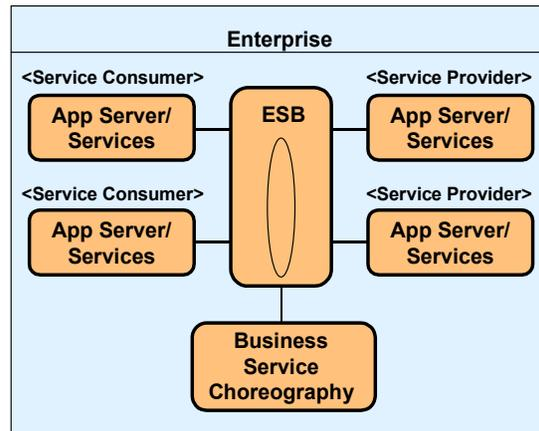 Enterprise
<Service Consumer>
App Server/
Services
<Service Provider>
App Server/
Services
ESB
<Service Consumer>
App Server/
Services
<Service Provider>
App Server/
Services
Business
Service
Choreography